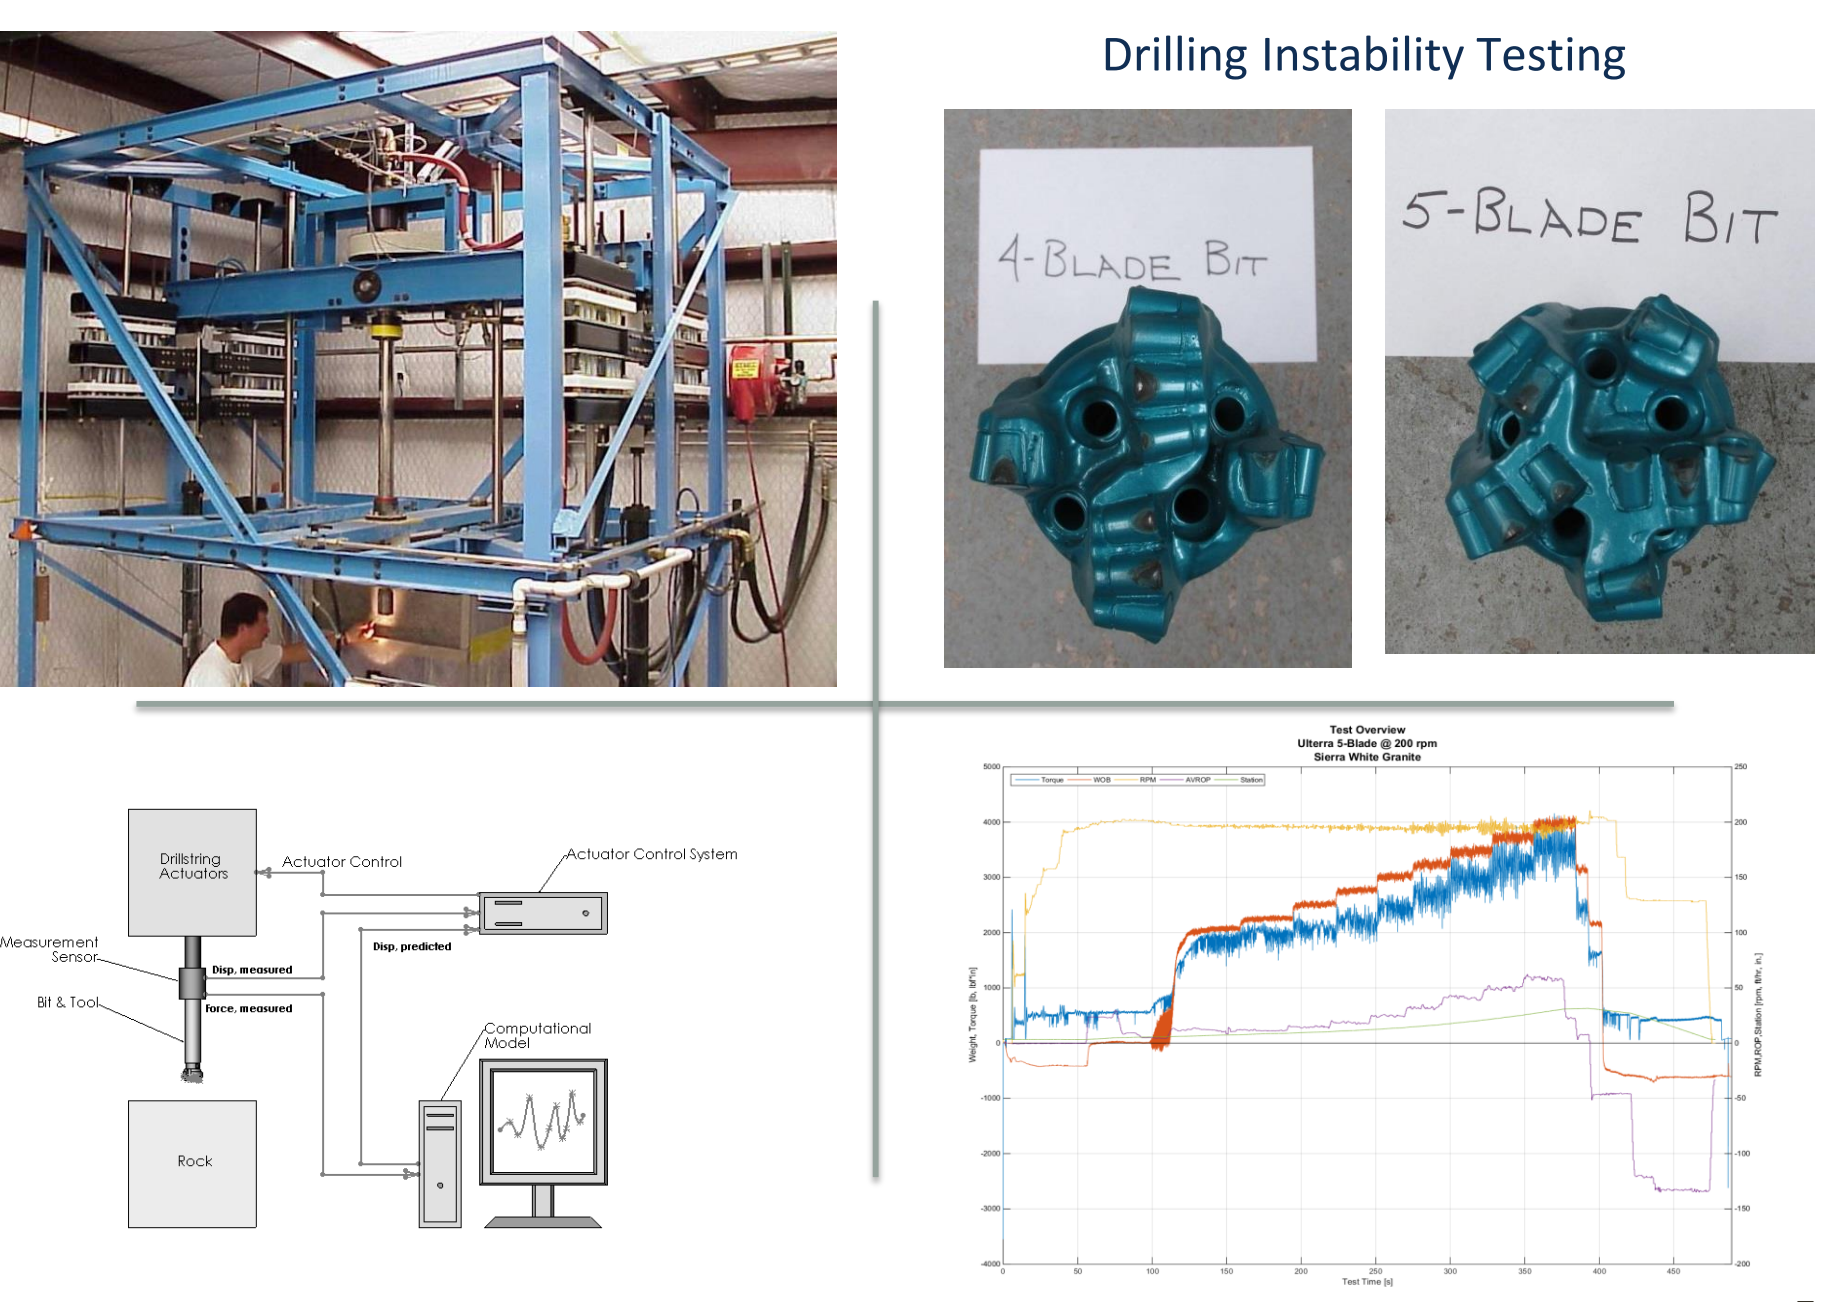 Drilling Instability Testing
4-BLADE BIT
5-BLADE BIT
Drillstring
Actuators
Actuator Control
Actuator Control System
Measurement
Sensor
Disp, predicted
Disp, measured
Bit & Tool
Force, measured
Computational
Model
Rock
Test Overview
Ulterra 5-Blade @ 200 rpm
Sierra White Granite
Torque WOB RPM AVROP Station
5000
4000
3000
2000
1000
0
-1000
-2000
-3000
-4000
Weight, Torque [lb, lbf*in]
250
200
150
100
50
0
-50
-100
-150
-200
RPM,ROP,Station [rpm, ft/hr, in.]
0 50 100 150 200 250 300 350 400 450
Test Time [s]